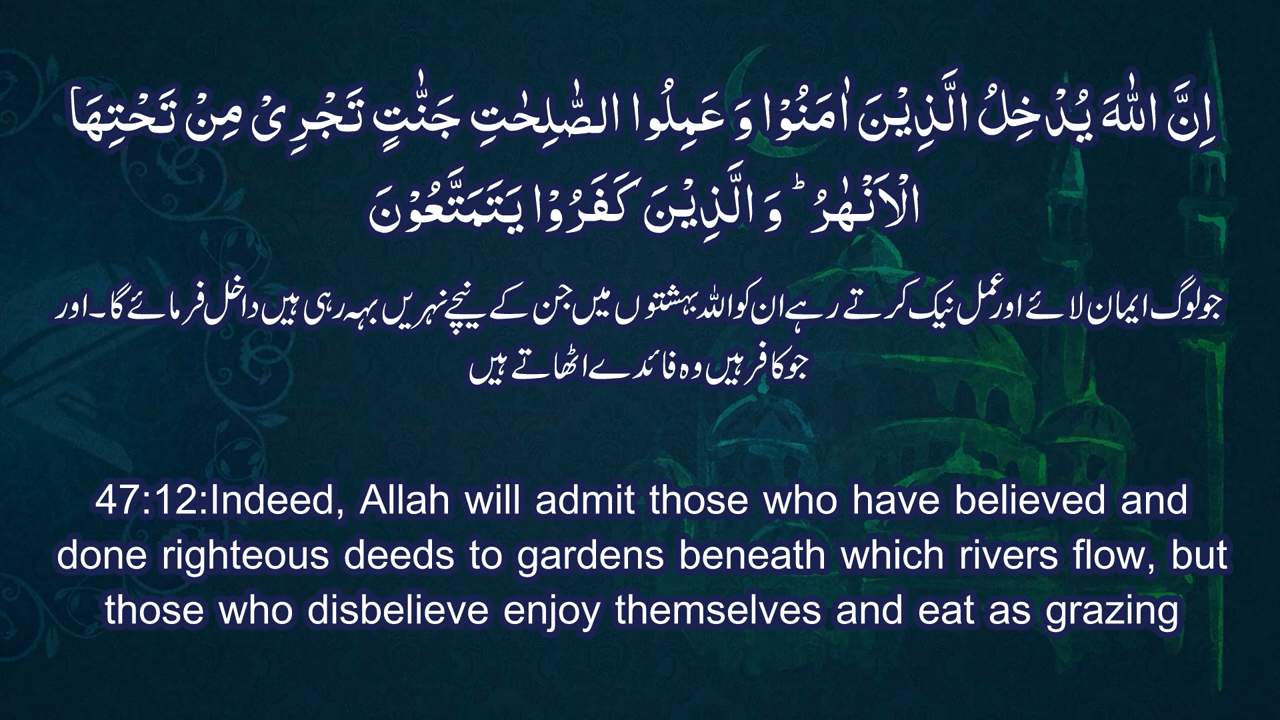 اِنَّ اللّٰهَ يُدْخِلُ الَّذِيْنَ اٰمَنُوْا وَ عَمِلُوا الصّٰلِحٰتِ جَنّٰتٍ تَجْرِيْ مِنْ تَحْتِهَا
الْاَنْهٰرُ ؕ وَ الَّذِيْنَ كَفَرُوْا يَتَمَتَّعُوْنَ
جو لوگ ایمان لائے اور عمل نیک کرتے رہے ان کو اللہ بہشتوں میں جن کے نیچے نہریں بہہ رہی ہیں داخل فرمائے گا۔ اور
جو کافر ہیں وہ فائدے اٹھاتے ہیں
47:12:Indeed, Allah will admit those who have believed and
done righteous deeds to gardens beneath which rivers flow, but
those who disbelieve enjoy themselves and eat as grazing